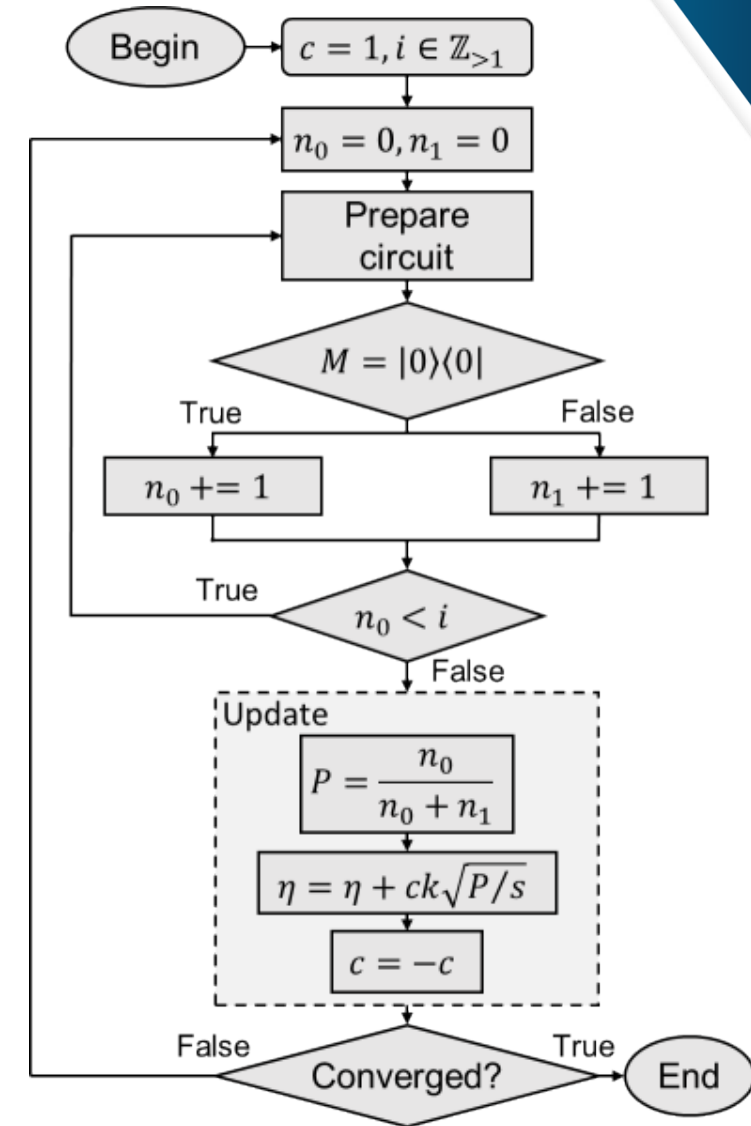 Begin
c = 1, i ∈ ℤ_{>1}
n₀ = 0, n₁ = 0
Prepare
circuit
M = |0⟩⟨0|
True
False
n₀ += 1
n₁ += 1
True
n₀ < i
False
Update
P = n₀ / (n₀ + n₁)
η = η + ck√(P/s)
c = −c
False
True
Converged?
End